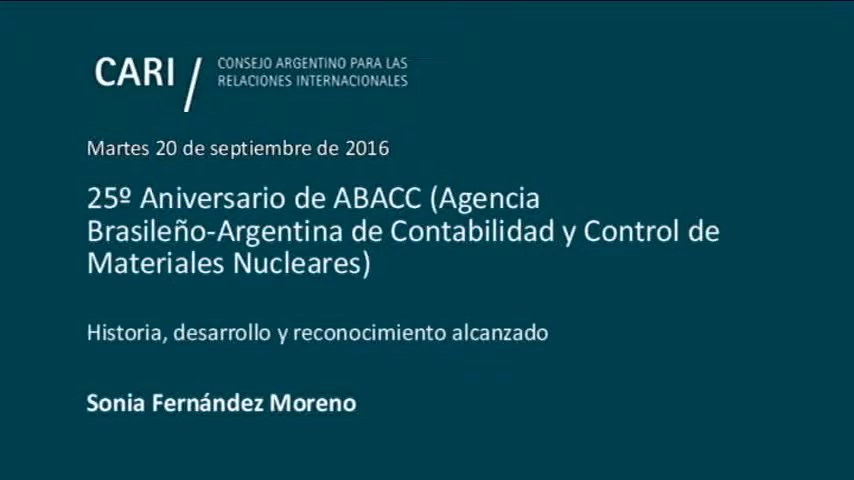 CARI/
CONSEJO ARGENTINO PARA LAS
RELACIONES INTERNACIONALES
Martes 20 de septiembre de 2016
25º Aniversario de ABACC (Agencia
Brasileño-Argentina de Contabilidad y Control de
Materiales Nucleares)
Historia, desarrollo y reconocimiento alcanzado
Sonia Fernández Moreno